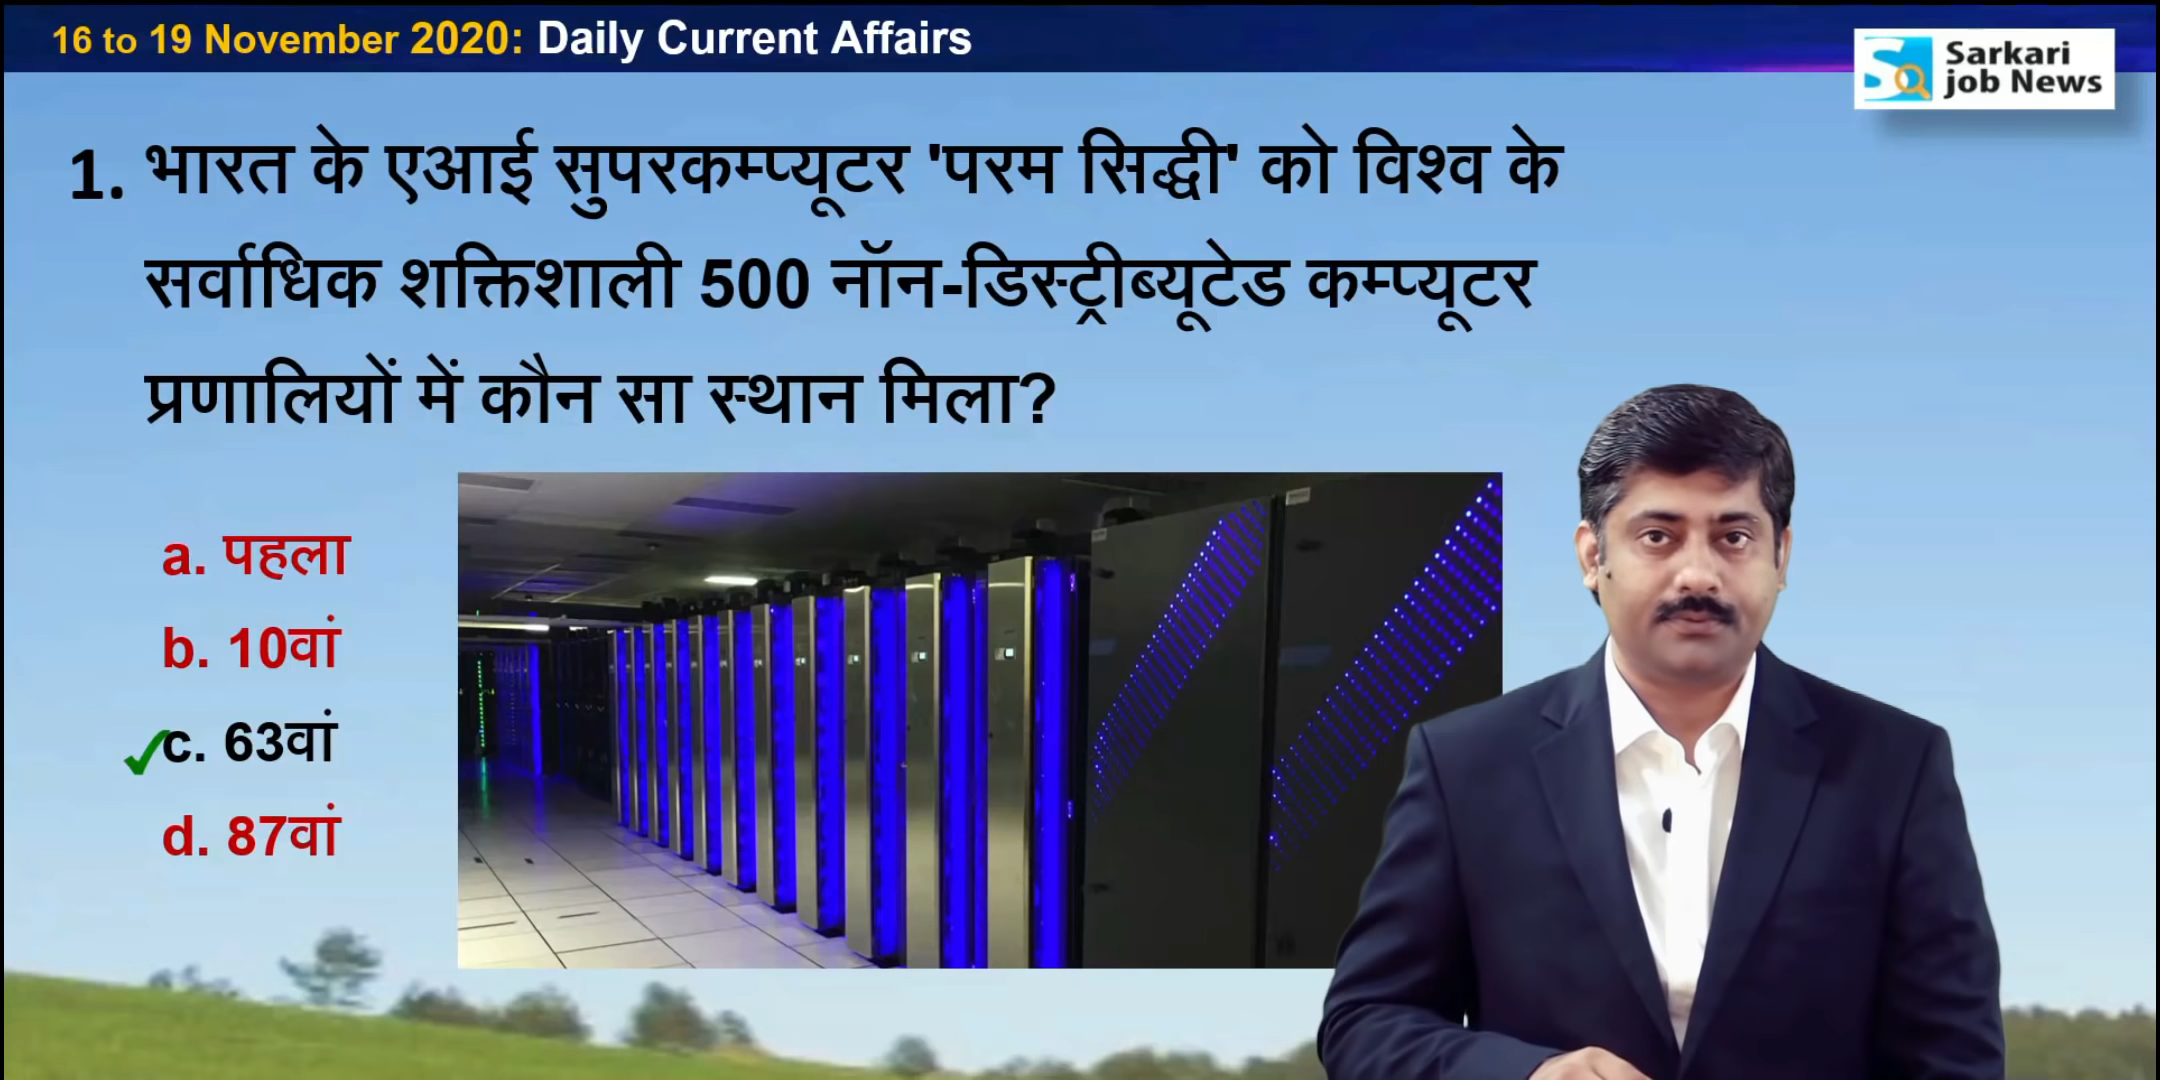 16 to 19 November 2020: Daily Current Affairs
Sarkari
job News
1. भारत के एआई सुपरकम्प्यूटर 'परम सिद्धी' को विश्व के
सर्वाधिक शक्तिशाली 500 नॉन-डिस्ट्रीब्यूटेड कम्प्यूटर
प्रणालियों में कौन सा स्थान मिला?
a. पहला
b. 10वां
c. 63वां
d. 87वां